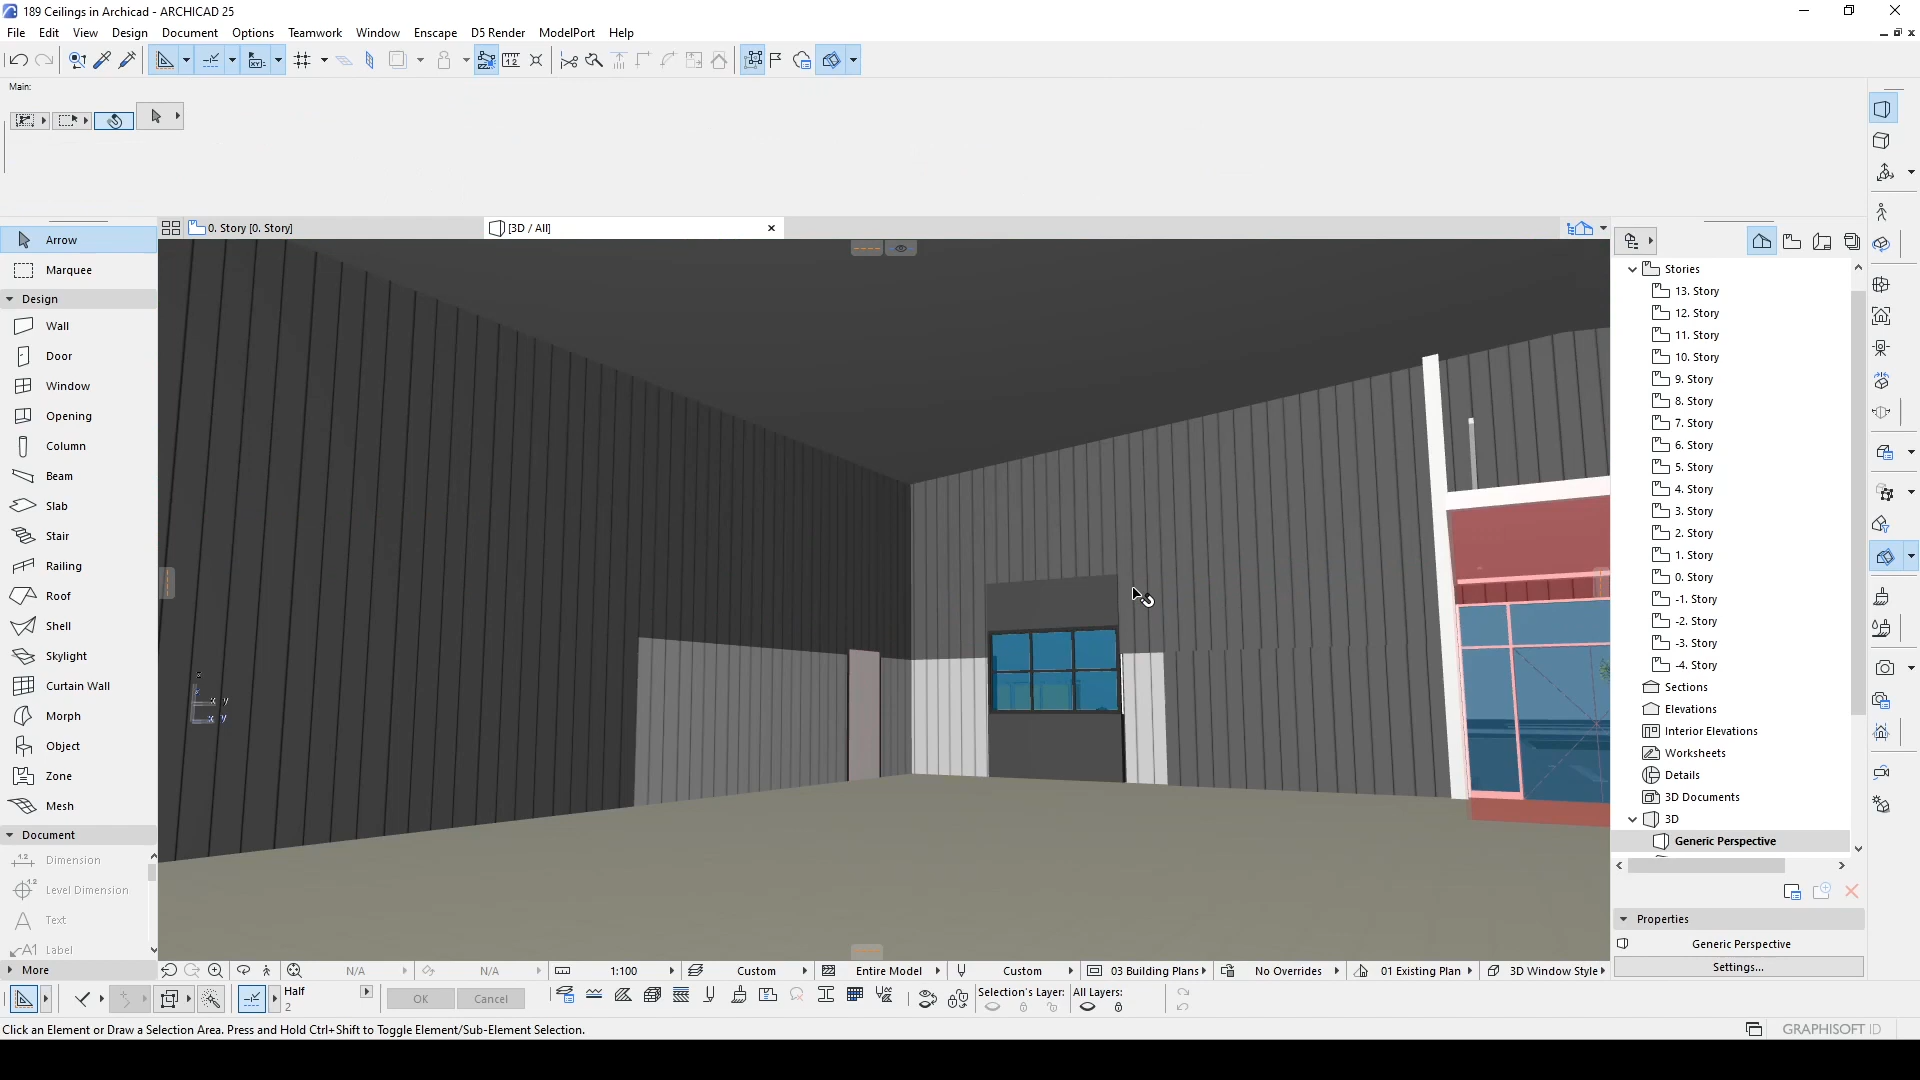 189 Ceilings in Archicad - ARCHICAD 25
File Edit View Design Document Options Teamwork Window Enscape D5 Render ModelPort Help
Main:
0. Story [0. Story]
[3D / All]
Arrow
Marquee
Design
Wall
Door
Window
Opening
Column
Beam
Slab
Stair
Railing
Roof
Shell
Skylight
Curtain Wall
Morph
Object
Zone
Mesh
Document
Dimension
Level Dimension
Text
Label
More
Stories
13. Story
12. Story
11. Story
10. Story
9. Story
8. Story
7. Story
6. Story
5. Story
4. Story
3. Story
2. Story
1. Story
0. Story
-1. Story
-2. Story
-3. Story
-4. Story
Sections
Elevations
Interior Elevations
Worksheets
Details
3D Documents
3D
Generic Perspective
Properties
Generic Perspective
Settings...
N/A N/A 1:100 Custom Entire Model Custom 03 Building Plans No Overrides 01 Existing Plan 3D Window Style
Half
2
OK Cancel
Selection's Layer: All Layers:
Click an Element or Draw a Selection Area. Press and Hold Ctrl+Shift to Toggle Element/Sub-Element Selection.
GRAPHISOFT ID